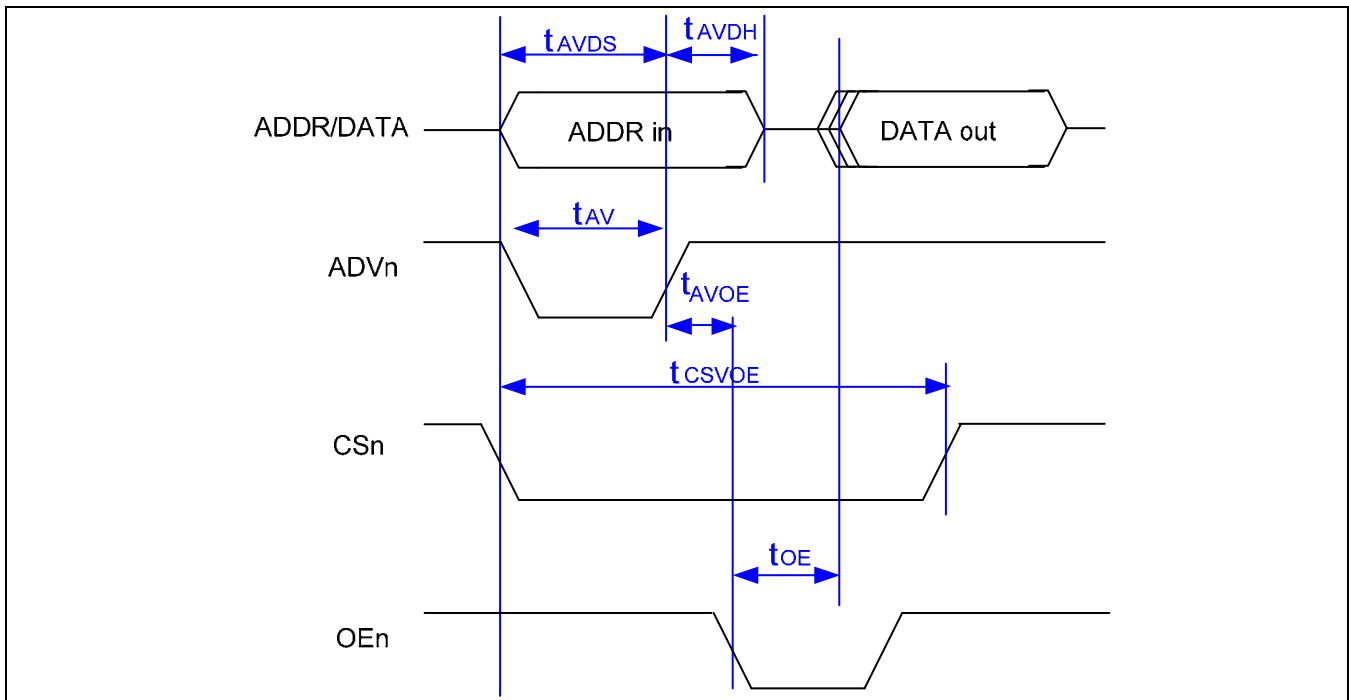 tAVDS
tAVDH
ADDR/DATA
ADDR in
DATA out
tAV
ADVn
tAVOE
tCSVOE
CSn
tOE
OEn